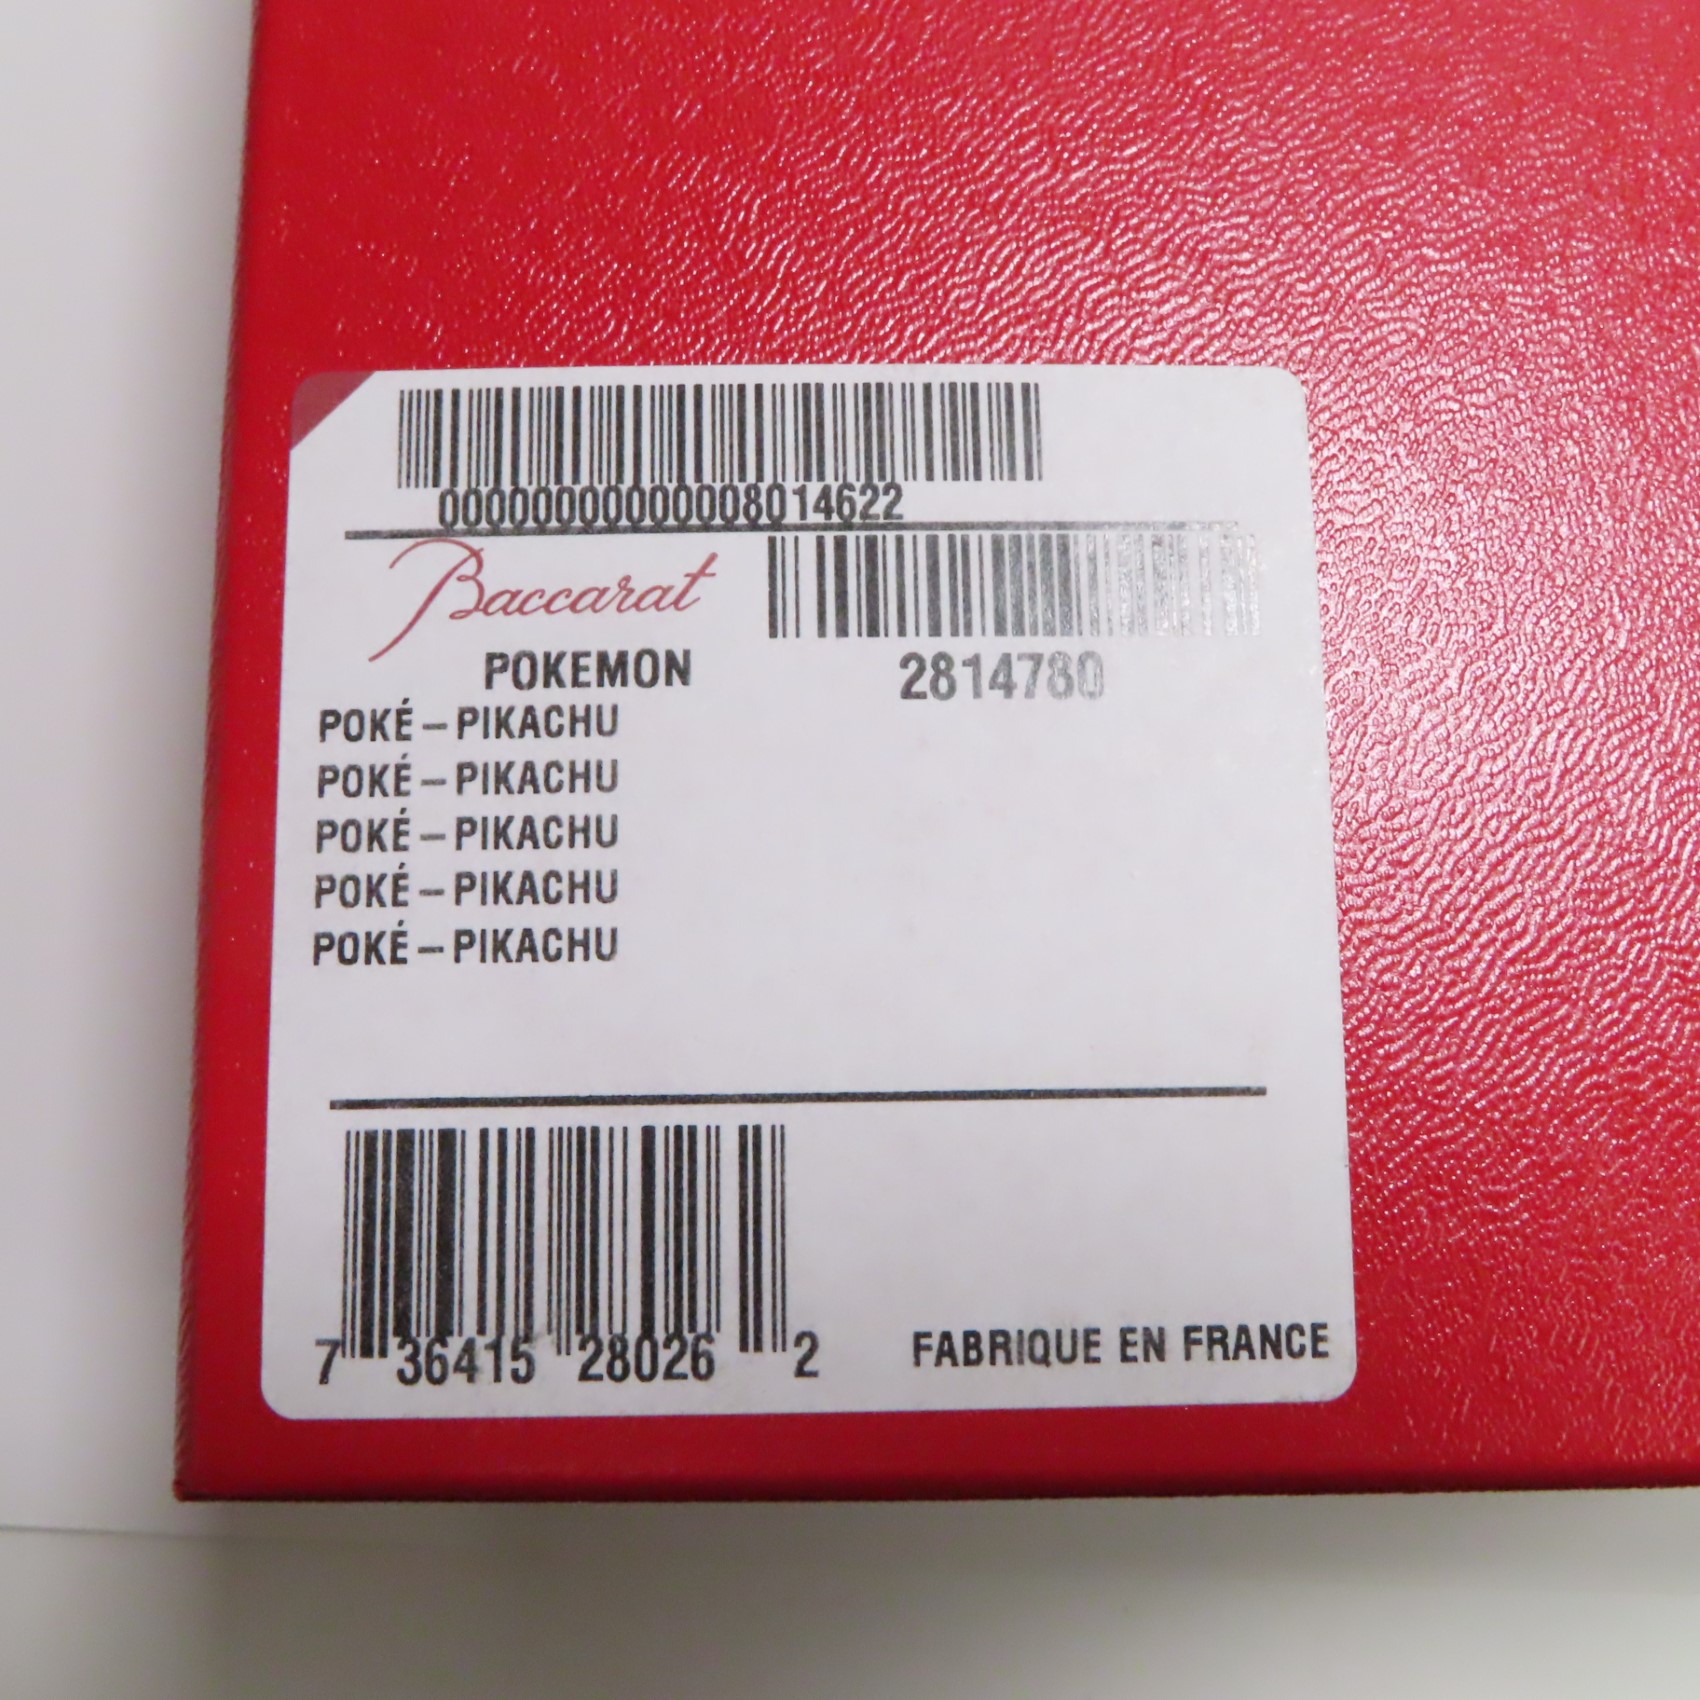 00000000000008014622
Baccarat
POKEMON
2814780
POKÉ – PIKACHU
POKÉ – PIKACHU
POKÉ – PIKACHU
POKÉ – PIKACHU
POKÉ – PIKACHU
7 36415 28026 2
FABRIQUE EN FRANCE